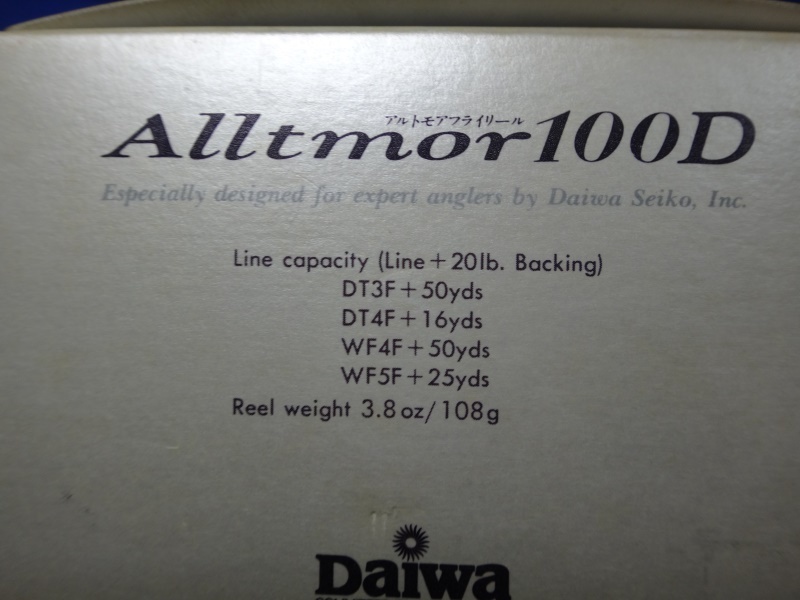 アルトモアフライリール
Alltmor100D
Especially designed for expert anglers by Daiwa Seiko, Inc.
Line capacity (Line+20lb. Backing)
DT3F+50yds
DT4F+16yds
WF4F+50yds
WF5F+25yds
Reel weight 3.8oz/108g
Daiwa